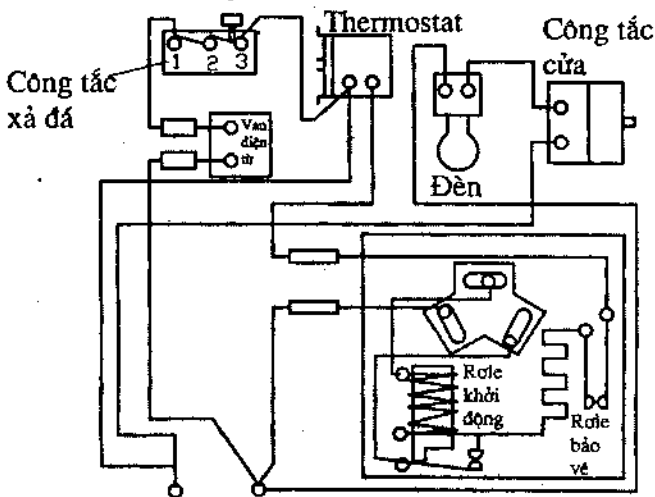 Thermostat
Công tắc
cửa
1 2 3
Công tắc
xả đá
Van
điện
từ
Đèn
Rơle
khởi
động
Rơle
bảo
vé